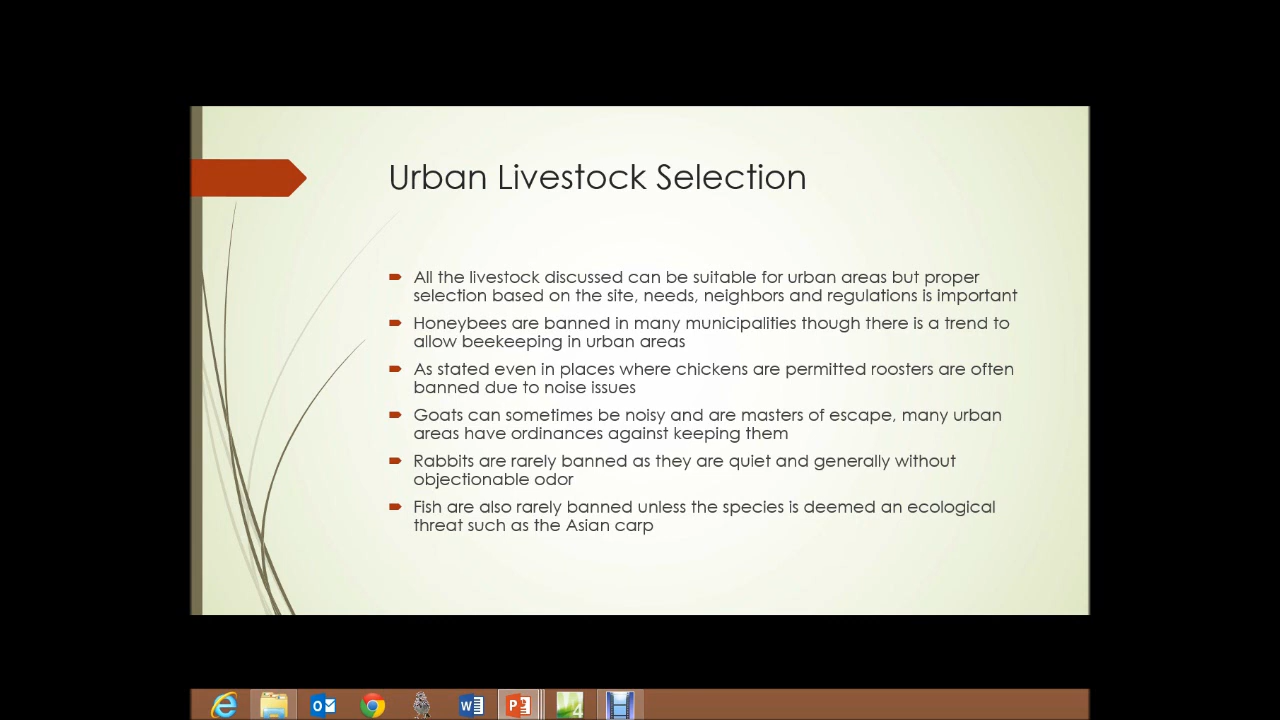 Urban Livestock Selection
All the livestock discussed can be suitable for urban areas but proper
selection based on the site, needs, neighbors and regulations is important
Honeybees are banned in many municipalities though there is a trend to
allow beekeeping in urban areas
As stated even in places where chickens are permitted roosters are often
banned due to noise issues
Goats can sometimes be noisy and are masters of escape, many urban
areas have ordinances against keeping them
Rabbits are rarely banned as they are quiet and generally without
objectionable odor
Fish are also rarely banned unless the species is deemed an ecological
threat such as the Asian carp